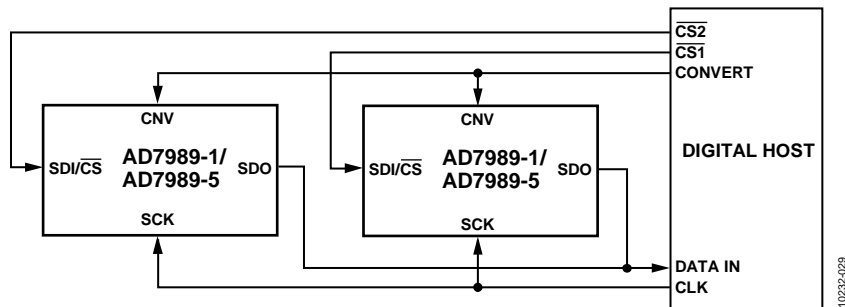 CS2
CS1
CONVERT
CNV
CNV
DIGITAL HOST
SDI/CS
AD7989-1/
AD7989-5
SDO
SDI/CS
AD7989-1/
AD7989-5
SDO
SCK
SCK
DATA IN
CLK
10232-029